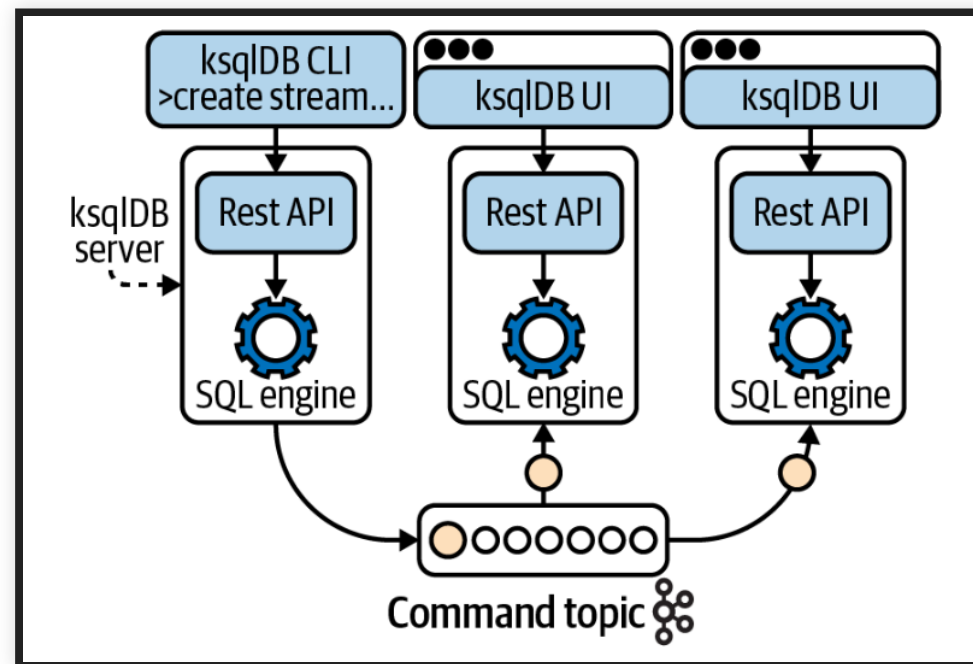 ksqlDB CLI
>create stream...
ksqlDB UI
ksqlDB UI
ksqlDB
server
Rest API
Rest API
Rest API
SQL engine
SQL engine
SQL engine
Command topic